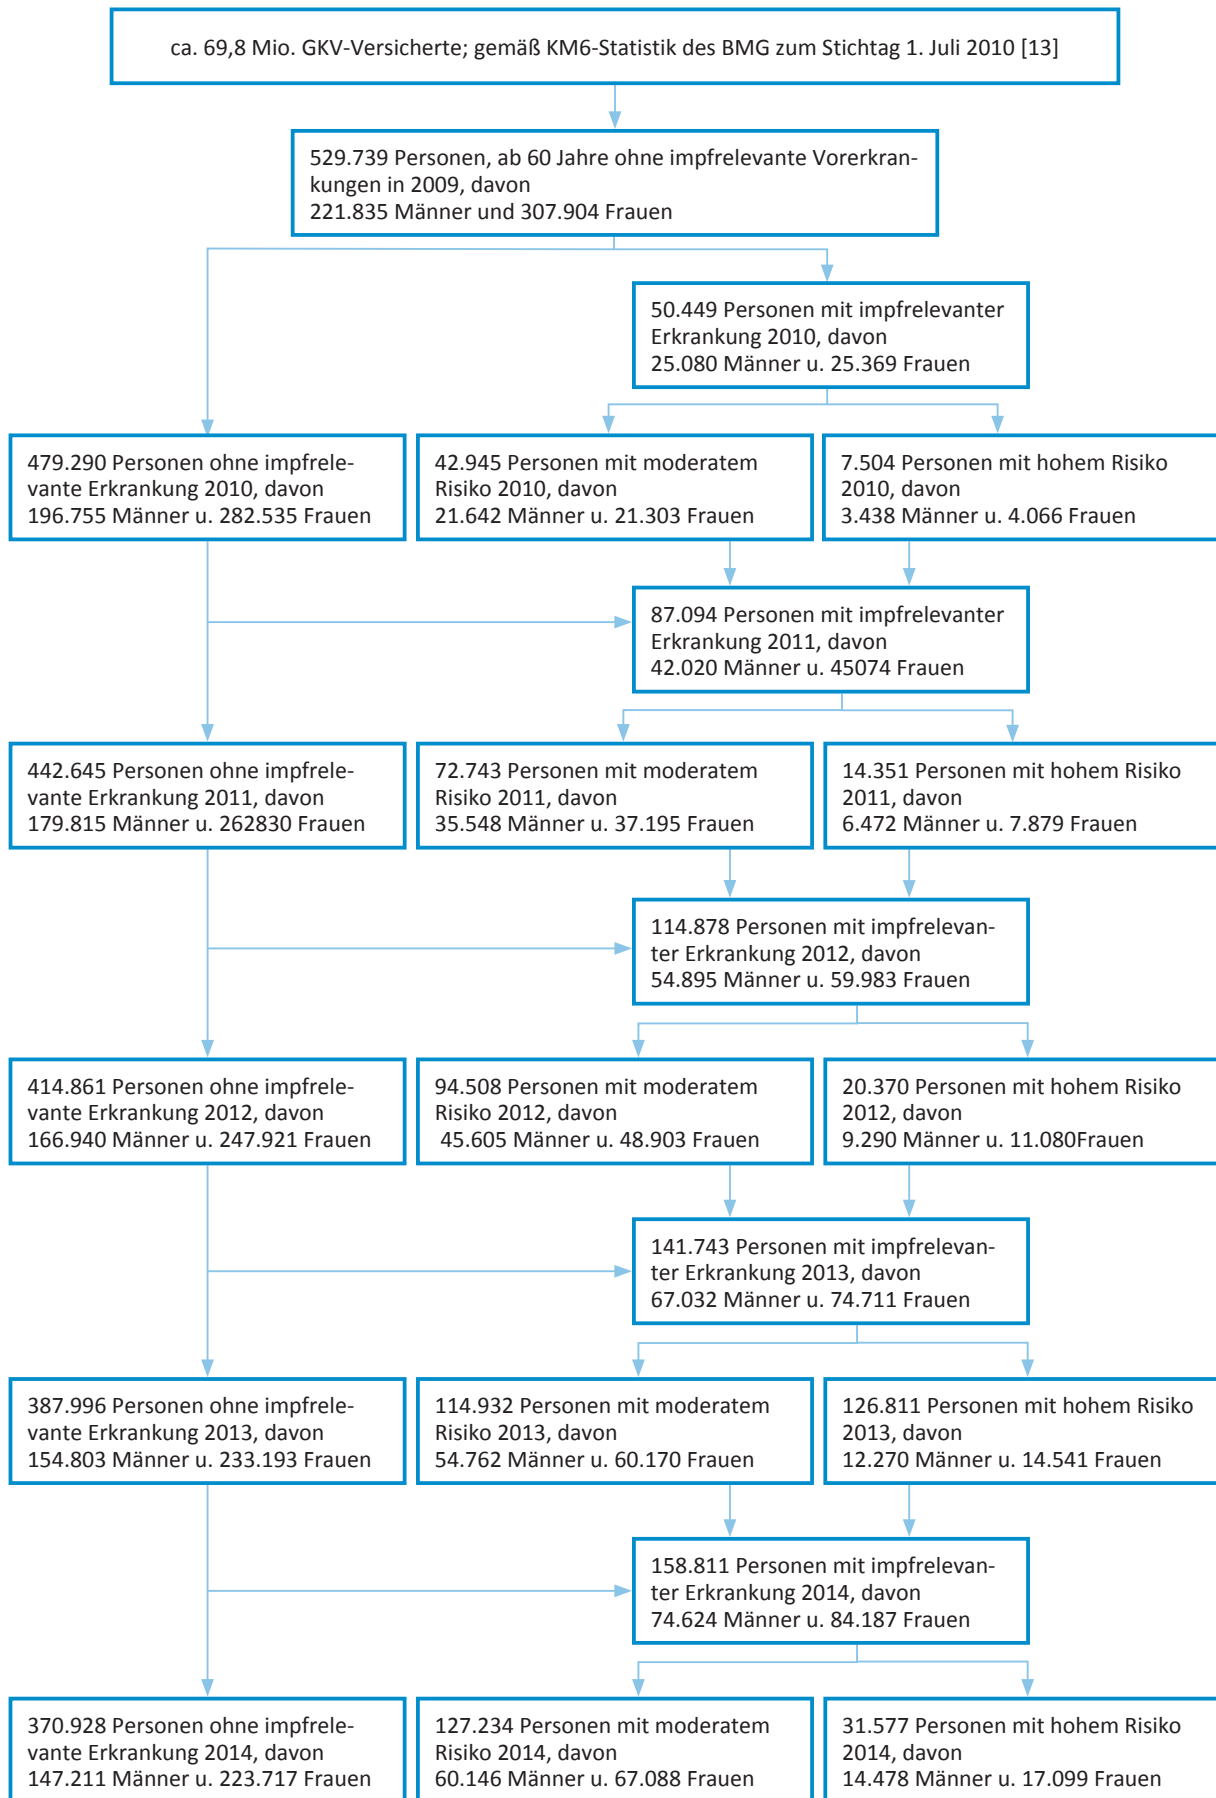 ca. 69,8 Mio. GKV-Versicherte; gemäß KM6-Statistik des BMG zum Stichtag 1. Juli 2010 [13]
529.739 Personen, ab 60 Jahre ohne impfrelevante Vorerkran-
kungen in 2009, davon
221.835 Männer und 307.904 Frauen
50.449 Personen mit impfrelevanter
Erkrankung 2010, davon
25.080 Männer u. 25.369 Frauen
479.290 Personen ohne impfrele-
vante Erkrankung 2010, davon
196.755 Männer u. 282.535 Frauen
42.945 Personen mit moderatem
Risiko 2010, davon
21.642 Männer u. 21.303 Frauen
7.504 Personen mit hohem Risiko
2010, davon
3.438 Männer u. 4.066 Frauen
87.094 Personen mit impfrelevanter
Erkrankung 2011, davon
42.020 Männer u. 45074 Frauen
442.645 Personen ohne impfrele-
vante Erkrankung 2011, davon
179.815 Männer u. 262830 Frauen
72.743 Personen mit moderatem
Risiko 2011, davon
35.548 Männer u. 37.195 Frauen
14.351 Personen mit hohem Risiko
2011, davon
6.472 Männer u. 7.879 Frauen
114.878 Personen mit impfrelevan-
ter Erkrankung 2012, davon
54.895 Männer u. 59.983 Frauen
414.861 Personen ohne impfrele-
vante Erkrankung 2012, davon
166.940 Männer u. 247.921 Frauen
94.508 Personen mit moderatem
Risiko 2012, davon
45.605 Männer u. 48.903 Frauen
20.370 Personen mit hohem Risiko
2012, davon
9.290 Männer u. 11.080Frauen
141.743 Personen mit impfrelevan-
ter Erkrankung 2013, davon
67.032 Männer u. 74.711 Frauen
387.996 Personen ohne impfrele-
vante Erkrankung 2013, davon
154.803 Männer u. 233.193 Frauen
114.932 Personen mit moderatem
Risiko 2013, davon
54.762 Männer u. 60.170 Frauen
126.811 Personen mit hohem Risiko
2013, davon
12.270 Männer u. 14.541 Frauen
158.811 Personen mit impfrelevan-
ter Erkrankung 2014, davon
74.624 Männer u. 84.187 Frauen
370.928 Personen ohne impfrele-
vante Erkrankung 2014, davon
147.211 Männer u. 223.717 Frauen
127.234 Personen mit moderatem
Risiko 2014, davon
60.146 Männer u. 67.088 Frauen
31.577 Personen mit hohem Risiko
2014, davon
14.478 Männer u. 17.099 Frauen